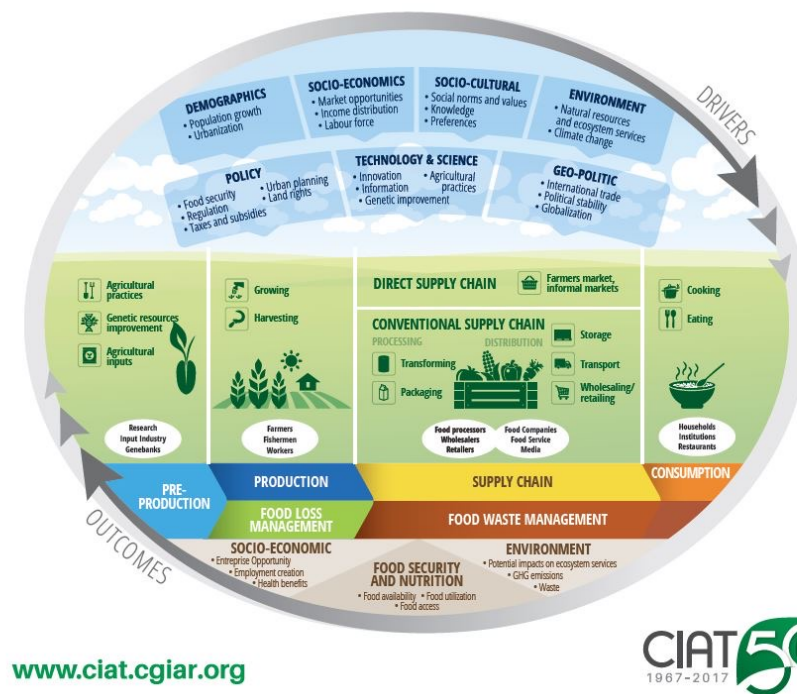 DRIVERS
DEMOGRAPHICS
• Population growth
• Urbanization
SOCIO-ECONOMICS
• Market opportunities
• Income distribution
• Labour force
SOCIO-CULTURAL
• Social norms and values
• Knowledge
• Preferences
ENVIRONMENT
• Natural resources
and ecosystem services
• Climate change
POLICY
• Food security
• Regulation
• Taxes and subsidies
• Urban planning
• Land rights
TECHNOLOGY & SCIENCE
• Innovation
• Information
• Genetic improvement
• Agricultural
practices
GEO-POLITIC
• International trade
• Political stability
• Globalization
Agricultural
practices
Genetic resources
improvement
Agricultural
inputs
Research
Input Industry
Genebanks
Growing
Harvesting
Farmers
Fishermen
Workers
DIRECT SUPPLY CHAIN
Farmers market,
informal markets
CONVENTIONAL SUPPLY CHAIN
PROCESSING
DISTRIBUTION
Transforming
Packaging
Storage
Transport
Wholesaling/
retailing
Food processors
Wholesalers
Retailers
Food Companies
Food Service
Media
Cooking
Eating
Households
Institutions
Restaurants
PRE-
PRODUCTION
PRODUCTION
SUPPLY CHAIN
CONSUMPTION
FOOD LOSS
MANAGEMENT
FOOD WASTE MANAGEMENT
OUTCOMES
SOCIO-ECONOMIC
• Entreprise Opportunity
• Employment creation
• Health benefits
FOOD SECURITY
AND NUTRITION
• Food availability • Food utilization
• Food access
ENVIRONMENT
• Potential impacts on ecosystem services
• GHG emissions
• Waste
www.ciat.cgiar.org
CIAT 50
1967-2017